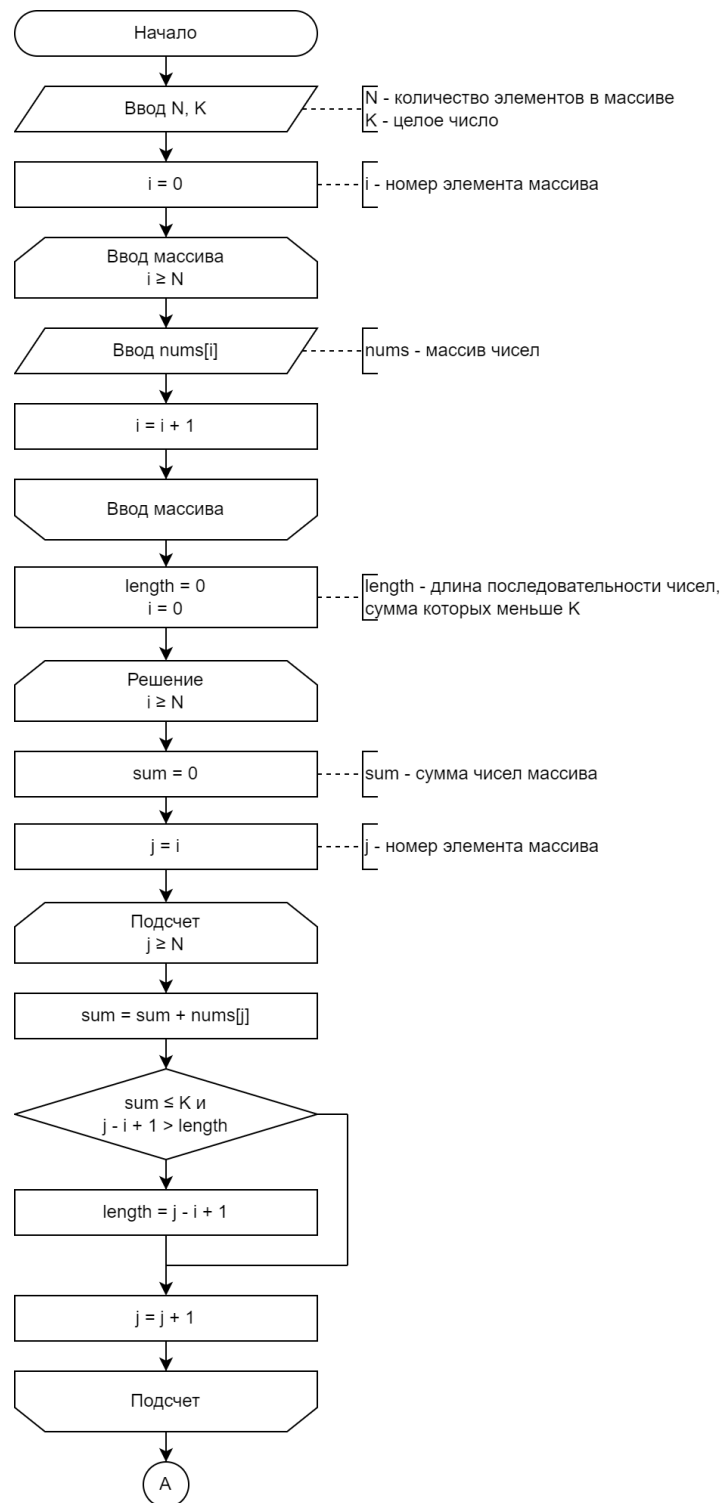 Начало
Ввод N, K
N - количество элементов в массиве
K - целое число
i = 0
i - номер элемента массива
Ввод массива
i ≥ N
Ввод nums[i]
nums - массив чисел
i = i + 1
Ввод массива
length = 0
i = 0
length - длина последовательности чисел,
сумма которых меньше K
Решение
i ≥ N
sum = 0
sum - сумма чисел массива
j = i
j - номер элемента массива
Подсчет
j ≥ N
sum = sum + nums[j]
sum ≤ K и
j - i + 1 > length
length = j - i + 1
j = j + 1
Подсчет
A